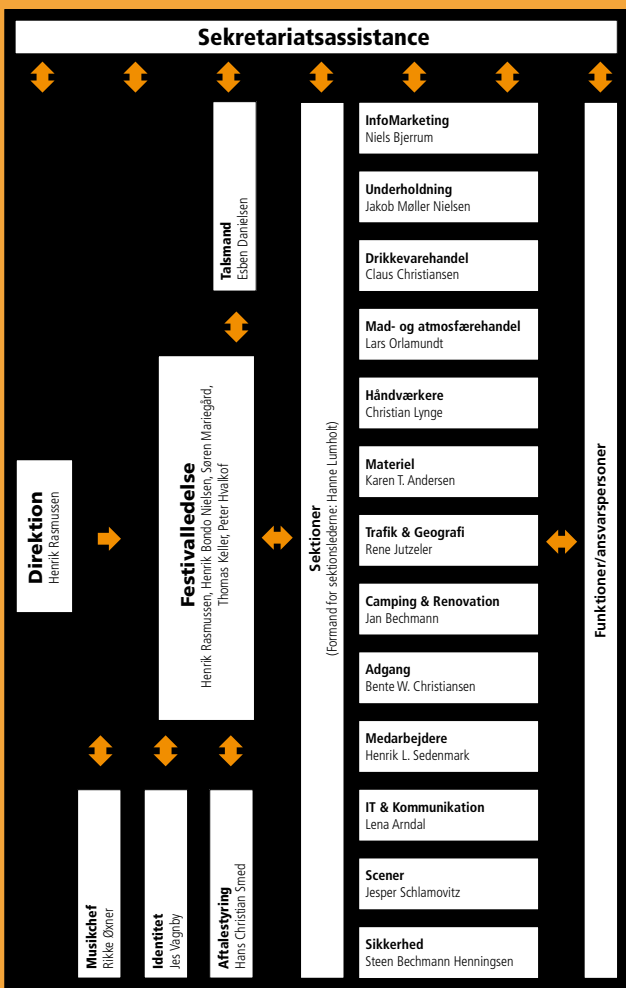 Sekretariatsassistance
Talsmand
Esben Danielsen
Direktion
Henrik Rasmussen
Festivalledelse
Henrik Rasmussen, Henrik Bondo Nielsen, Søren Mariegård,
Thomas Keller, Peter Hvalkof
Musikchef
Rikke Øxner
Identitet
Jes Vagnby
Aftalestyring
Hans Christian Smed
Sektioner
(Formand for sektionslederne: Hanne Lumholt)
InfoMarketing
Niels Bjerrum
Underholdning
Jakob Møller Nielsen
Drikkevarehandel
Claus Christiansen
Mad- og atmosfærehandel
Lars Orlamundt
Håndværkere
Christian Lynge
Materiel
Karen T. Andersen
Trafik & Geografi
Rene Jutzeler
Camping & Renovation
Jan Bechmann
Adgang
Bente W. Christiansen
Medarbejdere
Henrik L. Sedenmark
IT & Kommunikation
Lena Arndal
Scener
Jesper Schlamovitz
Sikkerhed
Steen Bechmann Henningsen
Funktioner/ansvarspersoner